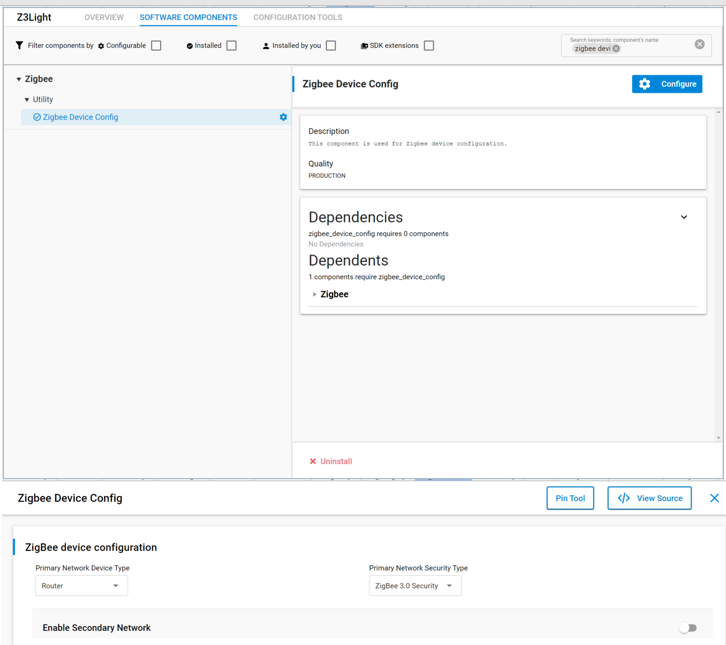 Z3Light OVERVIEW SOFTWARE COMPONENTS CONFIGURATION TOOLS
Filter components by Configurable Installed Installed by you SDK extensions
Search keywords, component's name
zigbee devi
Zigbee
Utility
Zigbee Device Config
Zigbee Device Config
Configure
Description
This component is used for Zigbee device configuration.
Quality
PRODUCTION
Dependencies
zigbee_device_config requires 0 components
No Dependencies
Dependents
1 components require zigbee_device_config
Zigbee
Uninstall
Zigbee Device Config
Pin Tool
View Source
ZigBee device configuration
Primary Network Device Type
Router
Primary Network Security Type
ZigBee 3.0 Security
Enable Secondary Network